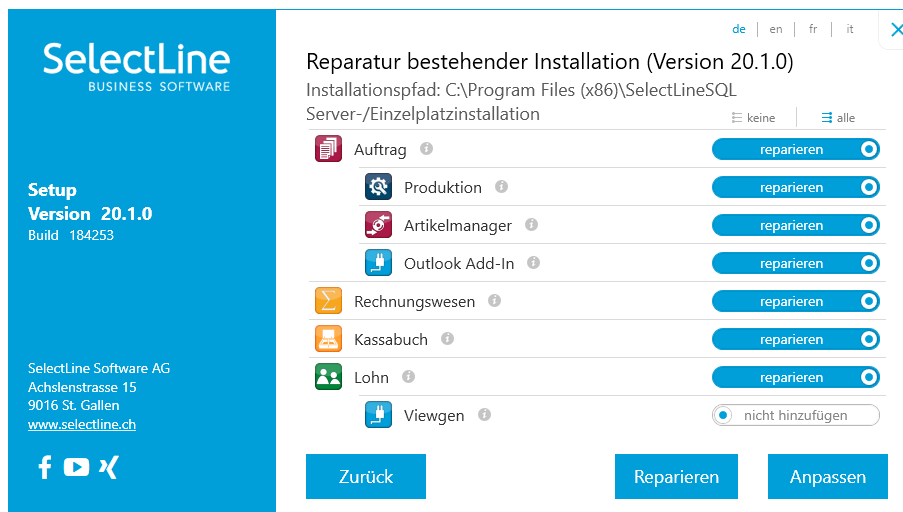 SelectLine
BUSINESS SOFTWARE
Setup
Version 20.1.0
Build 184253
SelectLine Software AG
Achslenstrasse 15
9016 St. Gallen
www.selectline.ch
de en fr it
Reparatur bestehender Installation (Version 20.1.0)
Installationspfad: C:\Program Files (x86)\SelectLineSQL
Server-/Einzelplatzinstallation
keine alle
Auftrag reparieren
Produktion reparieren
Artikelmanager reparieren
Outlook Add-In reparieren
Rechnungswesen reparieren
Kassabuch reparieren
Lohn reparieren
Viewgen nicht hinzufügen
Zurück Reparieren Anpassen